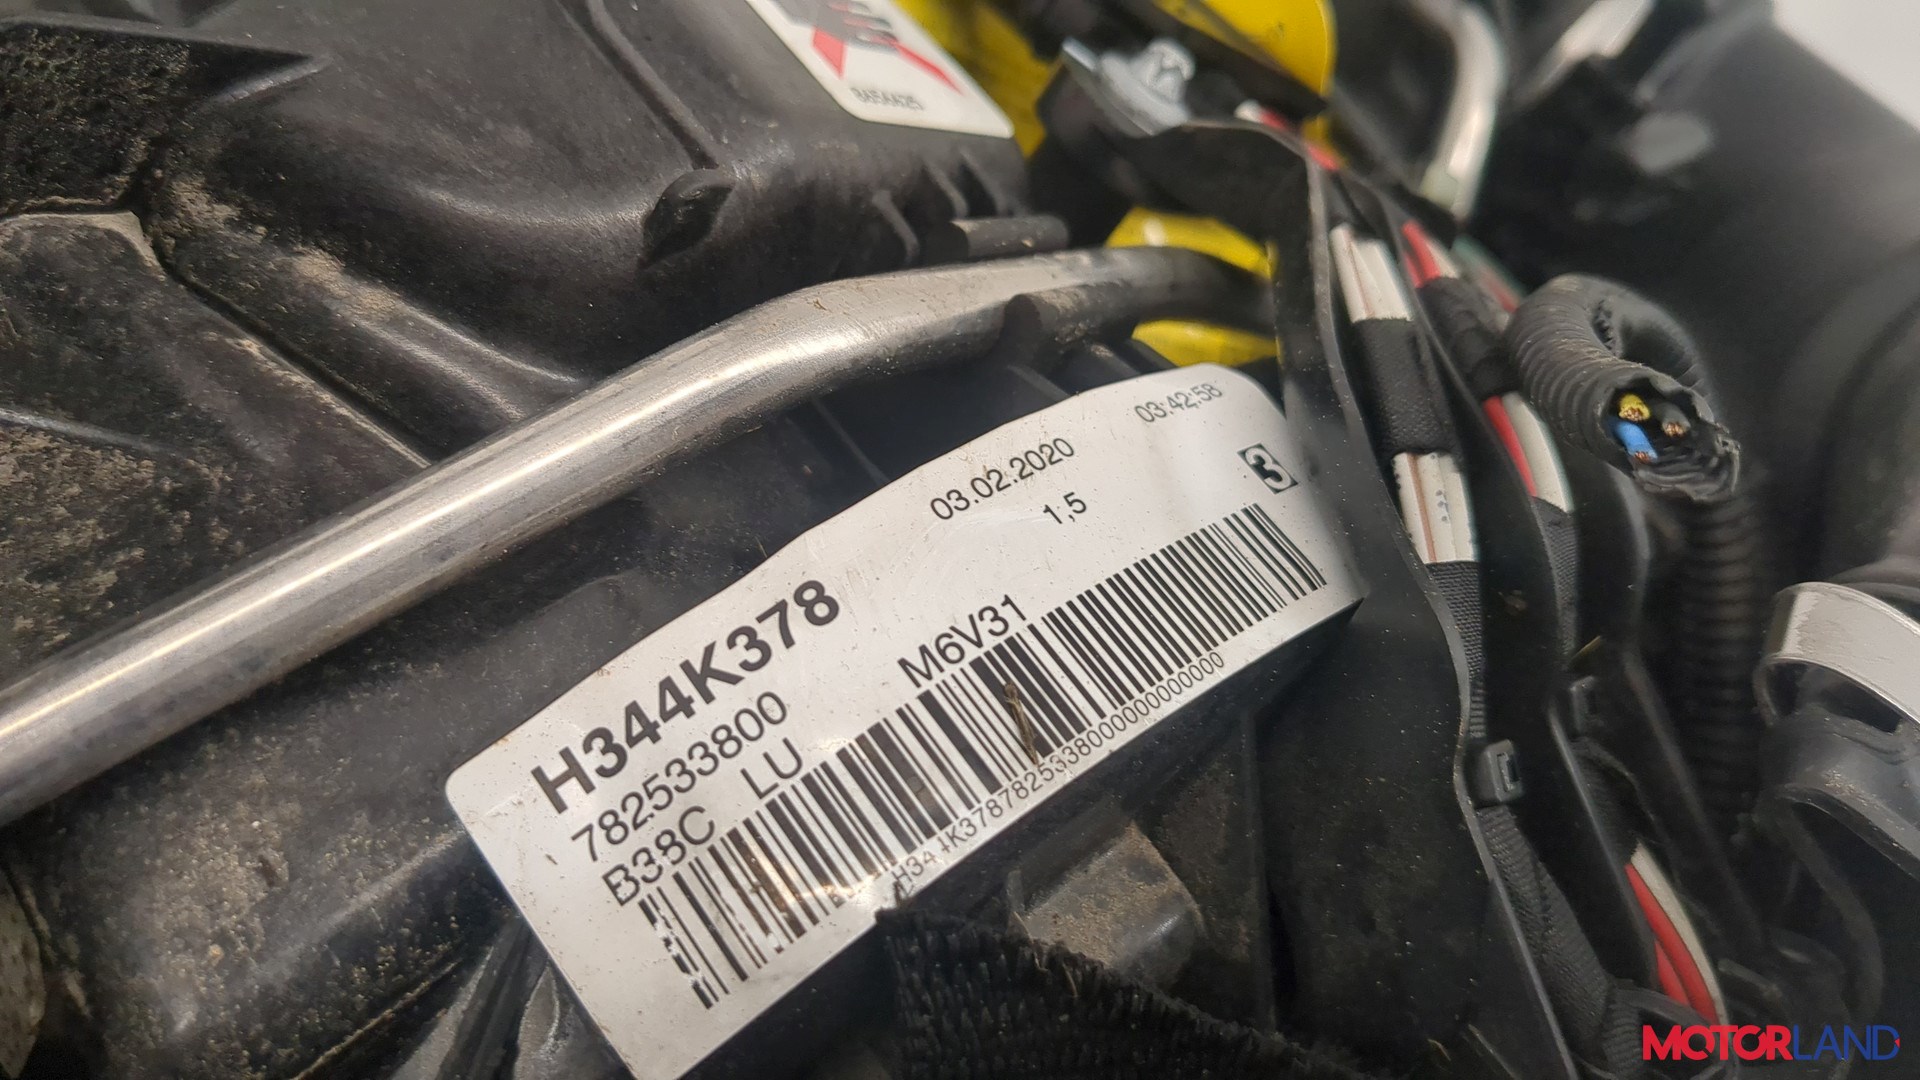 03:42:58
03.02.2020
1,5
3
H344K378
782533800
B38C LU M6V31
MOTORLAND